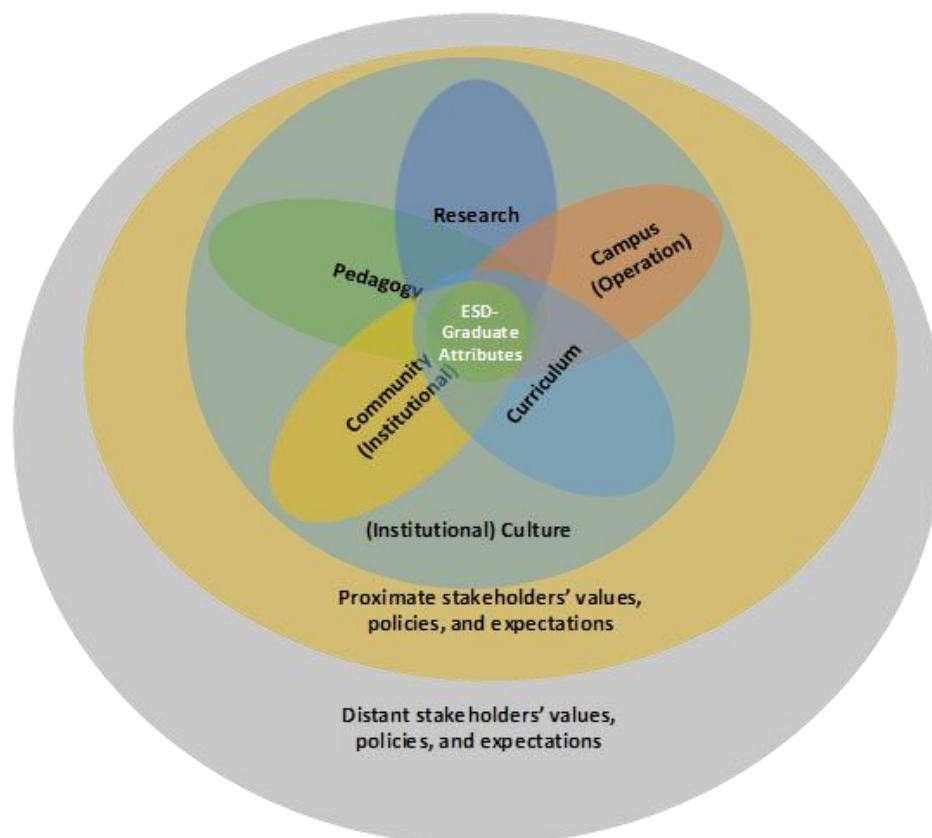 Research
Campus
(Operation)
Pedagogy
ESD-
Graduate
Attributes
Community
(Institutional)
Curriculum
(Institutional) Culture
Proximate stakeholders’ values,
policies, and expectations
Distant stakeholders’ values,
policies, and expectations